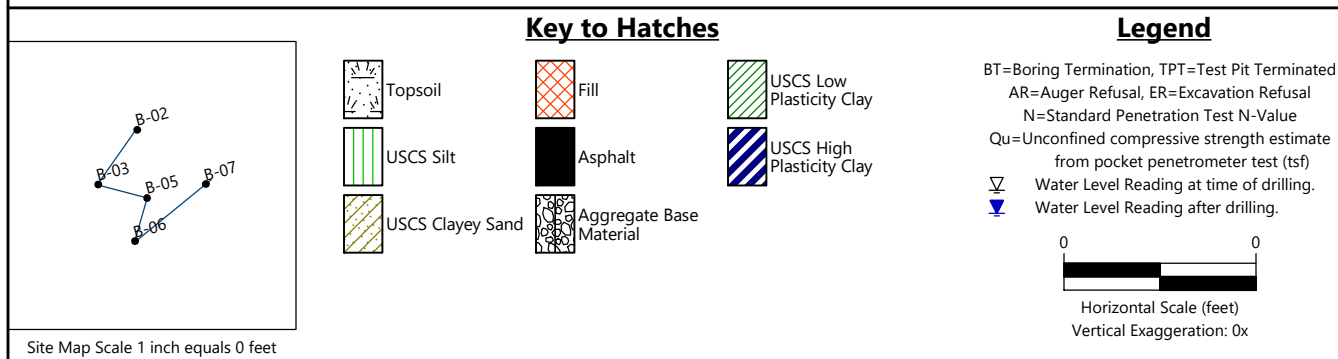 Key to Hatches
Legend
B-02
B-03
B-05
B-07
B-06
Site Map Scale 1 inch equals 0 feet
Topsoil
USCS Silt
USCS Clayey Sand
Fill
Asphalt
Aggregate Base
Material
USCS Low
Plasticity Clay
USCS High
Plasticity Clay
BT=Boring Termination, TPT=Test Pit Terminated
AR=Auger Refusal, ER=Excavation Refusal
N=Standard Penetration Test N-Value
Qu=Unconfined compressive strength estimate
from pocket penetrometer test (tsf)
Water Level Reading at time of drilling.
Water Level Reading after drilling.
0 0
Horizontal Scale (feet)
Vertical Exaggeration: 0x